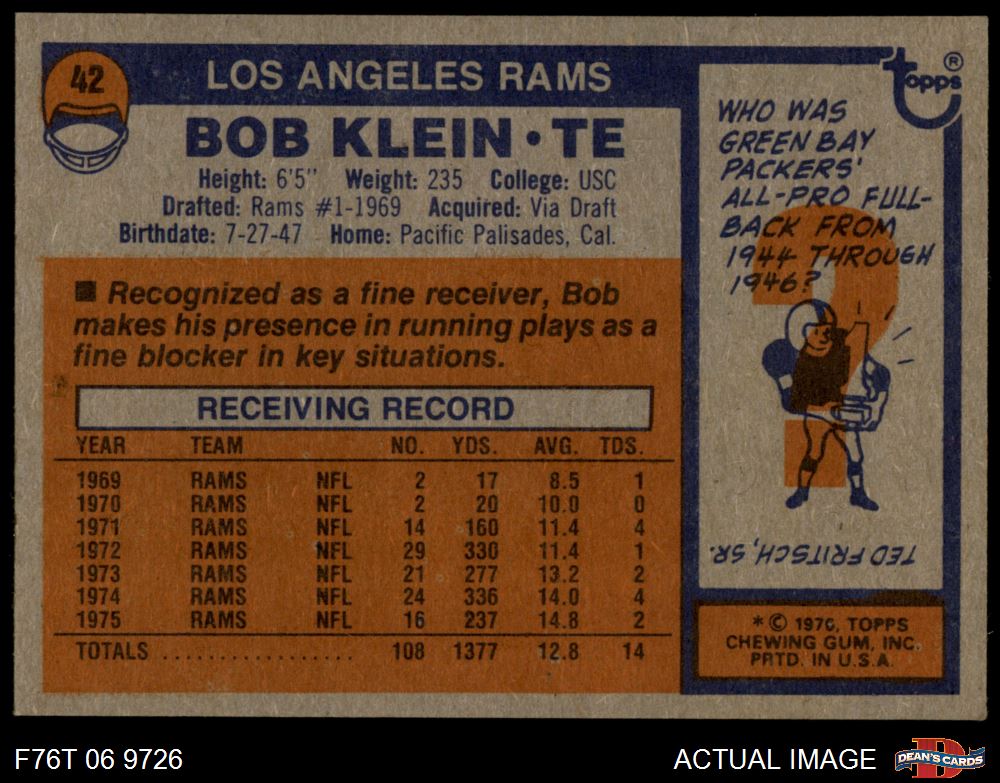 42
LOS ANGELES RAMS
BOB KLEIN • TE
Height: 6'5" Weight: 235 College: USC
Drafted: Rams #1-1969 Acquired: Via Draft
Birthdate: 7-27-47 Home: Pacific Palisades, Cal.
■ Recognized as a fine receiver, Bob
makes his presence in running plays as a
fine blocker in key situations.
RECEIVING RECORD
YEAR TEAM NO. YDS. AVG. TDS.
1969 RAMS NFL 2 17 8.5 1
1970 RAMS NFL 2 20 10.0 0
1971 RAMS NFL 14 160 11.4 4
1972 RAMS NFL 29 330 11.4 1
1973 RAMS NFL 21 277 13.2 2
1974 RAMS NFL 24 336 14.0 4
1975 RAMS NFL 16 237 14.8 2
TOTALS .................. 108 1377 12.8 14
topps®
WHO WAS
GREEN BAY
PACKERS'
ALL-PRO FULL-
BACK FROM
1944 THROUGH
1946?
?
TED FRITSCH, SR.
*© 1976, TOPPS
CHEWING GUM, INC.
PRTD. IN U.S.A.
F76T 06 9726
ACTUAL IMAGE
D
DEAN'S CARDS